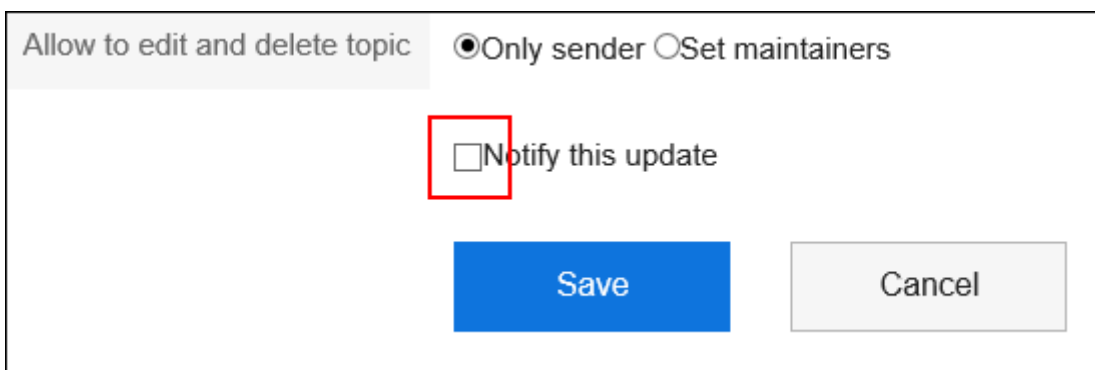 Allow to edit and delete topic Only sender Set maintainers
Notify this update
Save Cancel